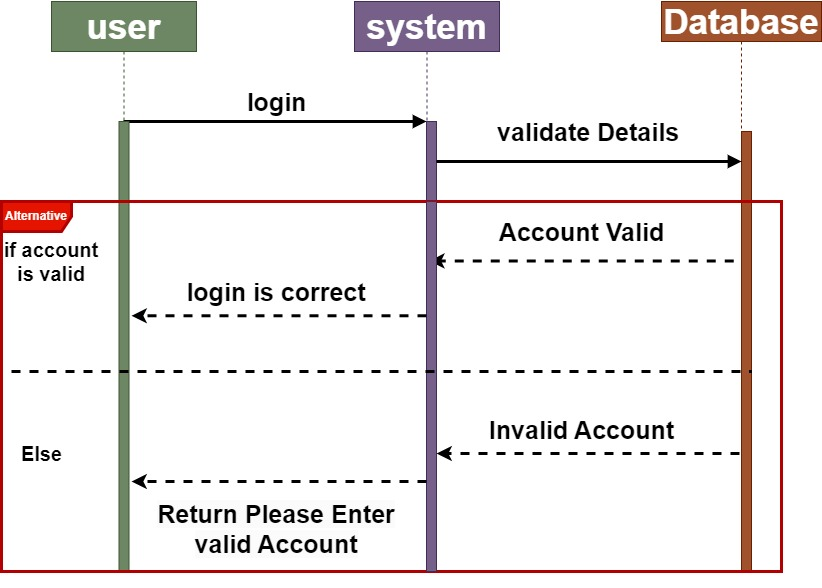 user
system
Database
login
validate Details
Alternative
if account
is valid
Account Valid
login is correct
Invalid Account
Else
Return Please Enter
valid Account